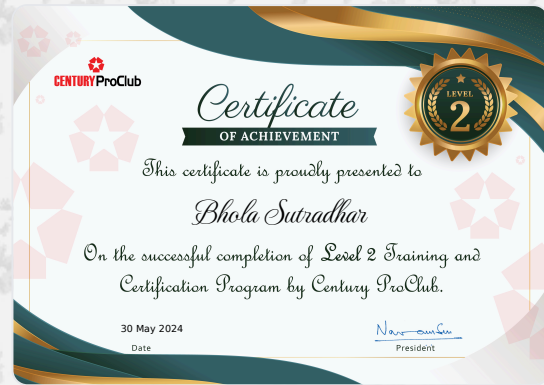 CENTURY ProClub
LEVEL
2
Certificate
OF ACHIEVEMENT
This certificate is proudly presented to
Bhola Sutradhar
On the successful completion of Level 2 Training and
Certification Program by Century ProClub.
30 May 2024
Date
President